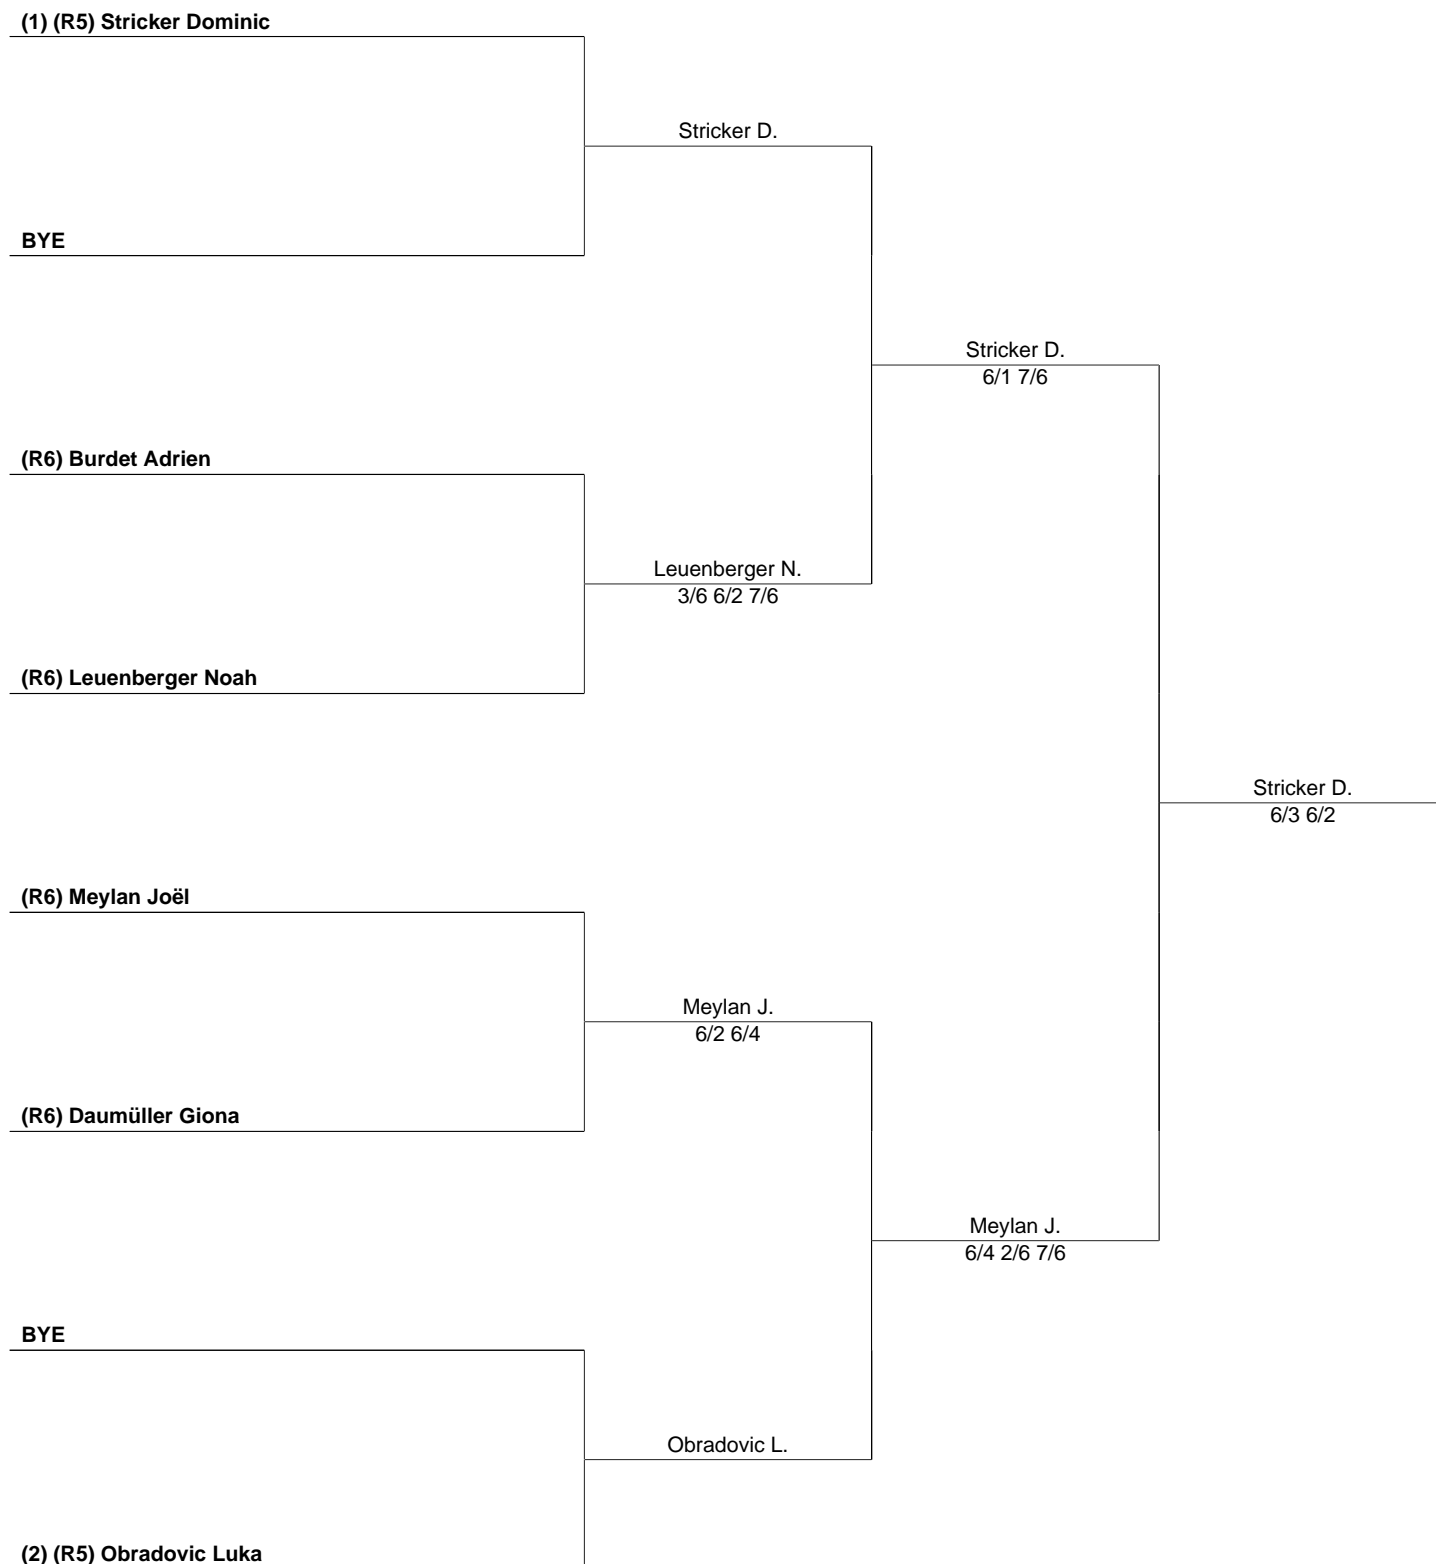 (1) (R5) Stricker Dominic
Stricker D.
BYE
Stricker D.
6/1 7/6
(R6) Burdet Adrien
Leuenberger N.
3/6 6/2 7/6
(R6) Leuenberger Noah
Stricker D.
6/3 6/2
(R6) Meylan Joël
Meylan J.
6/2 6/4
(R6) Daumüller Giona
Meylan J.
6/4 2/6 7/6
BYE
Obradovic L.
(2) (R5) Obradovic Luka